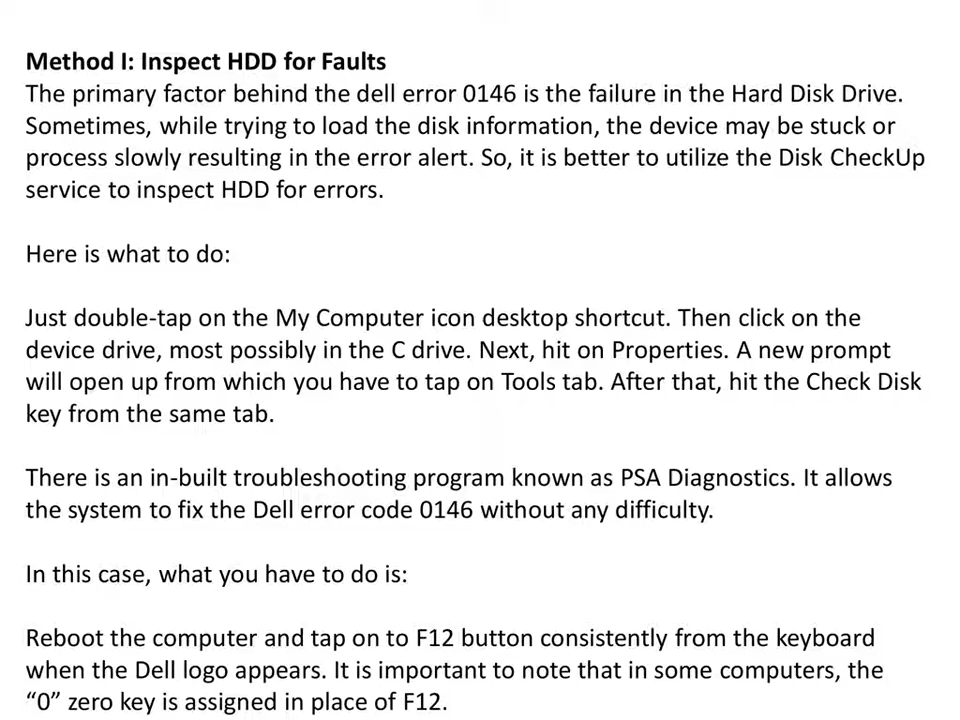 Method I: Inspect HDD for Faults
The primary factor behind the dell error 0146 is the failure in the Hard Disk Drive.
Sometimes, while trying to load the disk information, the device may be stuck or
process slowly resulting in the error alert. So, it is better to utilize the Disk CheckUp
service to inspect HDD for errors.
Here is what to do:
Just double-tap on the My Computer icon desktop shortcut. Then click on the
device drive, most possibly in the C drive. Next, hit on Properties. A new prompt
will open up from which you have to tap on Tools tab. After that, hit the Check Disk
key from the same tab.
There is an in-built troubleshooting program known as PSA Diagnostics. It allows
the system to fix the Dell error code 0146 without any difficulty.
In this case, what you have to do is:
Reboot the computer and tap on to F12 button consistently from the keyboard
when the Dell logo appears. It is important to note that in some computers, the
“0” zero key is assigned in place of F12.